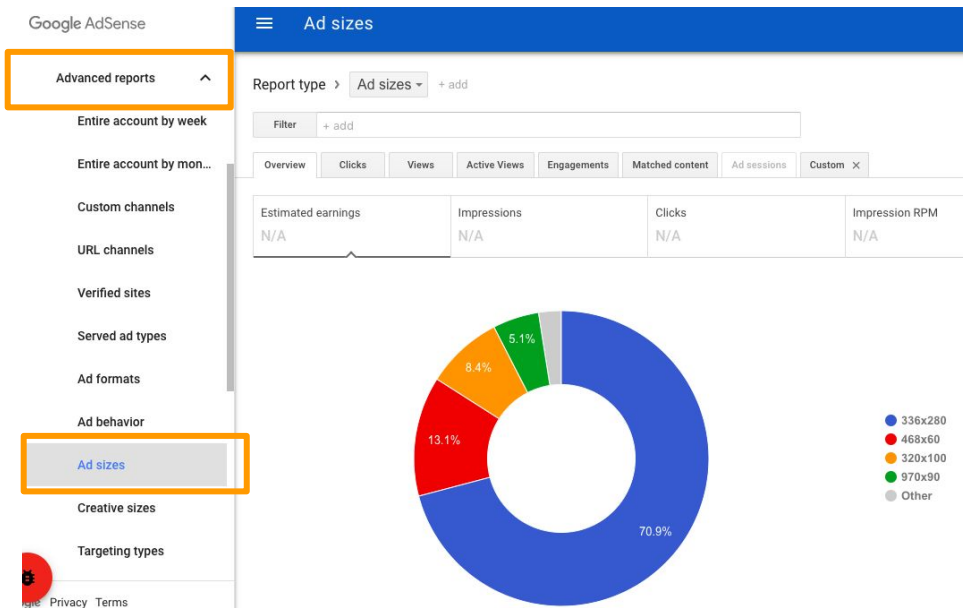 Google AdSense
Ad sizes
Advanced reports
Entire account by week
Entire account by mon...
Custom channels
URL channels
Verified sites
Served ad types
Ad formats
Ad behavior
Ad sizes
Creative sizes
Targeting types
Privacy Terms
Report type › Ad sizes + add
Filter + add
Overview Clicks Views Active Views Engagements Matched content Ad sessions Custom ×
Estimated earnings Impressions Clicks Impression RPM
N/A N/A N/A N/A
5.1%
8.4%
13.1%
70.9%
336x280
468x60
320x100
970x90
Other